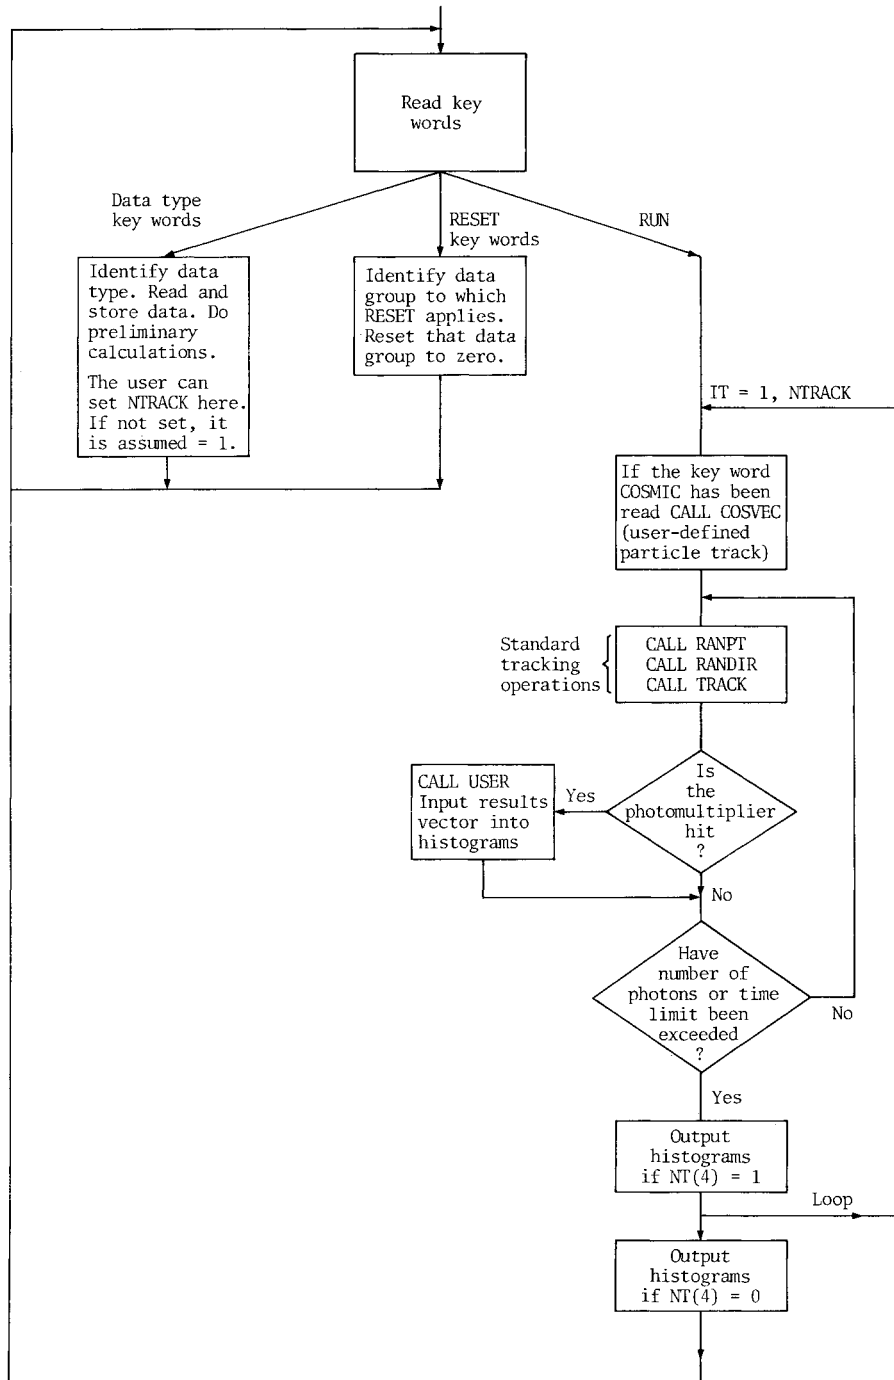 Read key
words
Data type
key words
RESET
key words
RUN
Identify data
type. Read and
store data. Do
preliminary
calculations.
The user can
set NTRACK here.
If not set, it
is assumed = 1.
Identify data
group to which
RESET applies.
Reset that data
group to zero.
IT = 1, NTRACK
If the key word
COSMIC has been
read CALL COSVEC
(user-defined
particle track)
Standard
tracking
operations
CALL RANPT
CALL RANDIR
CALL TRACK
CALL USER
Input results
vector into
histograms
Yes
Is
the
photomultiplier
hit
?
No
Have
number of
photons or time
limit been
exceeded
?
No
Yes
Output
histograms
if NT(4) = 1
Loop
Output
histograms
if NT(4) = 0